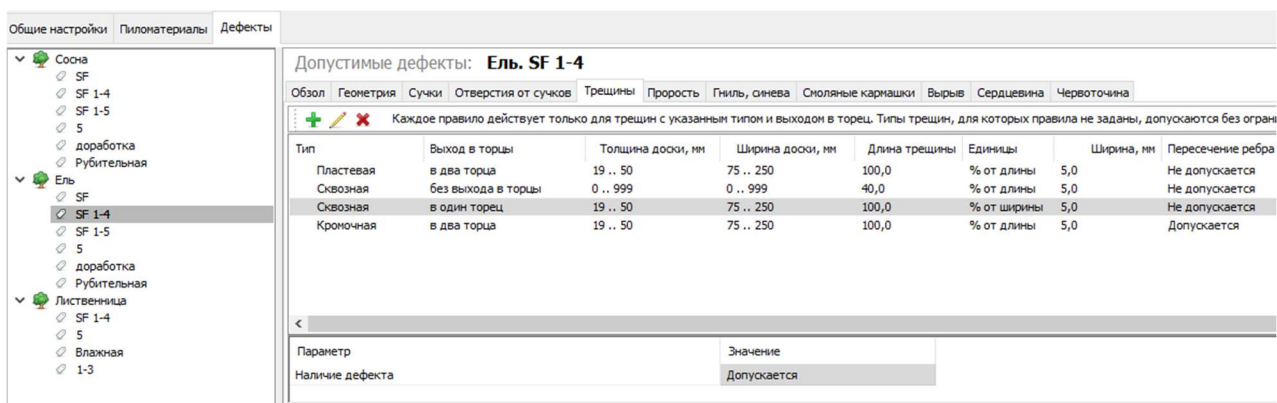 Общие настройки Пиломатериалы Дефекты
Сосна
SF
SF 1-4
SF 1-5
5
доработка
Рубительная
Ель
SF
SF 1-4
SF 1-5
5
доработка
Рубительная
Лиственница
SF 1-4
5
Влажная
1-3
Допустимые дефекты: Ель. SF 1-4
Обзол Геометрия Сучки Отверстия от сучков Трещины Прорость Гниль, синева Смоляные кармашки Вырыв Сердцевина Червоточина
Каждое правило действует только для трещин с указанным типом и выходом в торец. Типы трещин, для которых правила не заданы, допускаются без огран
Тип Выход в торцы Толщина доски, мм Ширина доски, мм Длина трещины Единицы Ширина, мм Пересечение ребра
Пластевая в два торца 19 .. 50 75 .. 250 100,0 % от длины 5,0 Не допускается
Сквозная без выхода в торцы 0 .. 999 0 .. 999 40,0 % от длины 5,0 Не допускается
Сквозная в один торец 19 .. 50 75 .. 250 100,0 % от ширины 5,0 Не допускается
Кромочная в два торца 19 .. 50 75 .. 250 100,0 % от длины 5,0 Допускается
Параметр Значение
Наличие дефекта Допускается